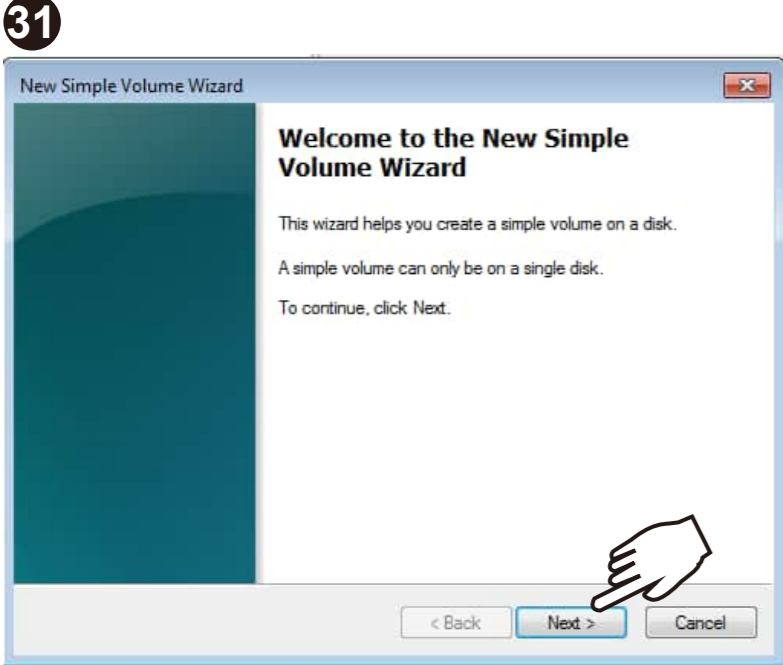 31
New Simple Volume Wizard
Welcome to the New Simple
Volume Wizard
This wizard helps you create a simple volume on a disk.
A simple volume can only be on a single disk.
To continue, click Next.
< Back Next > Cancel